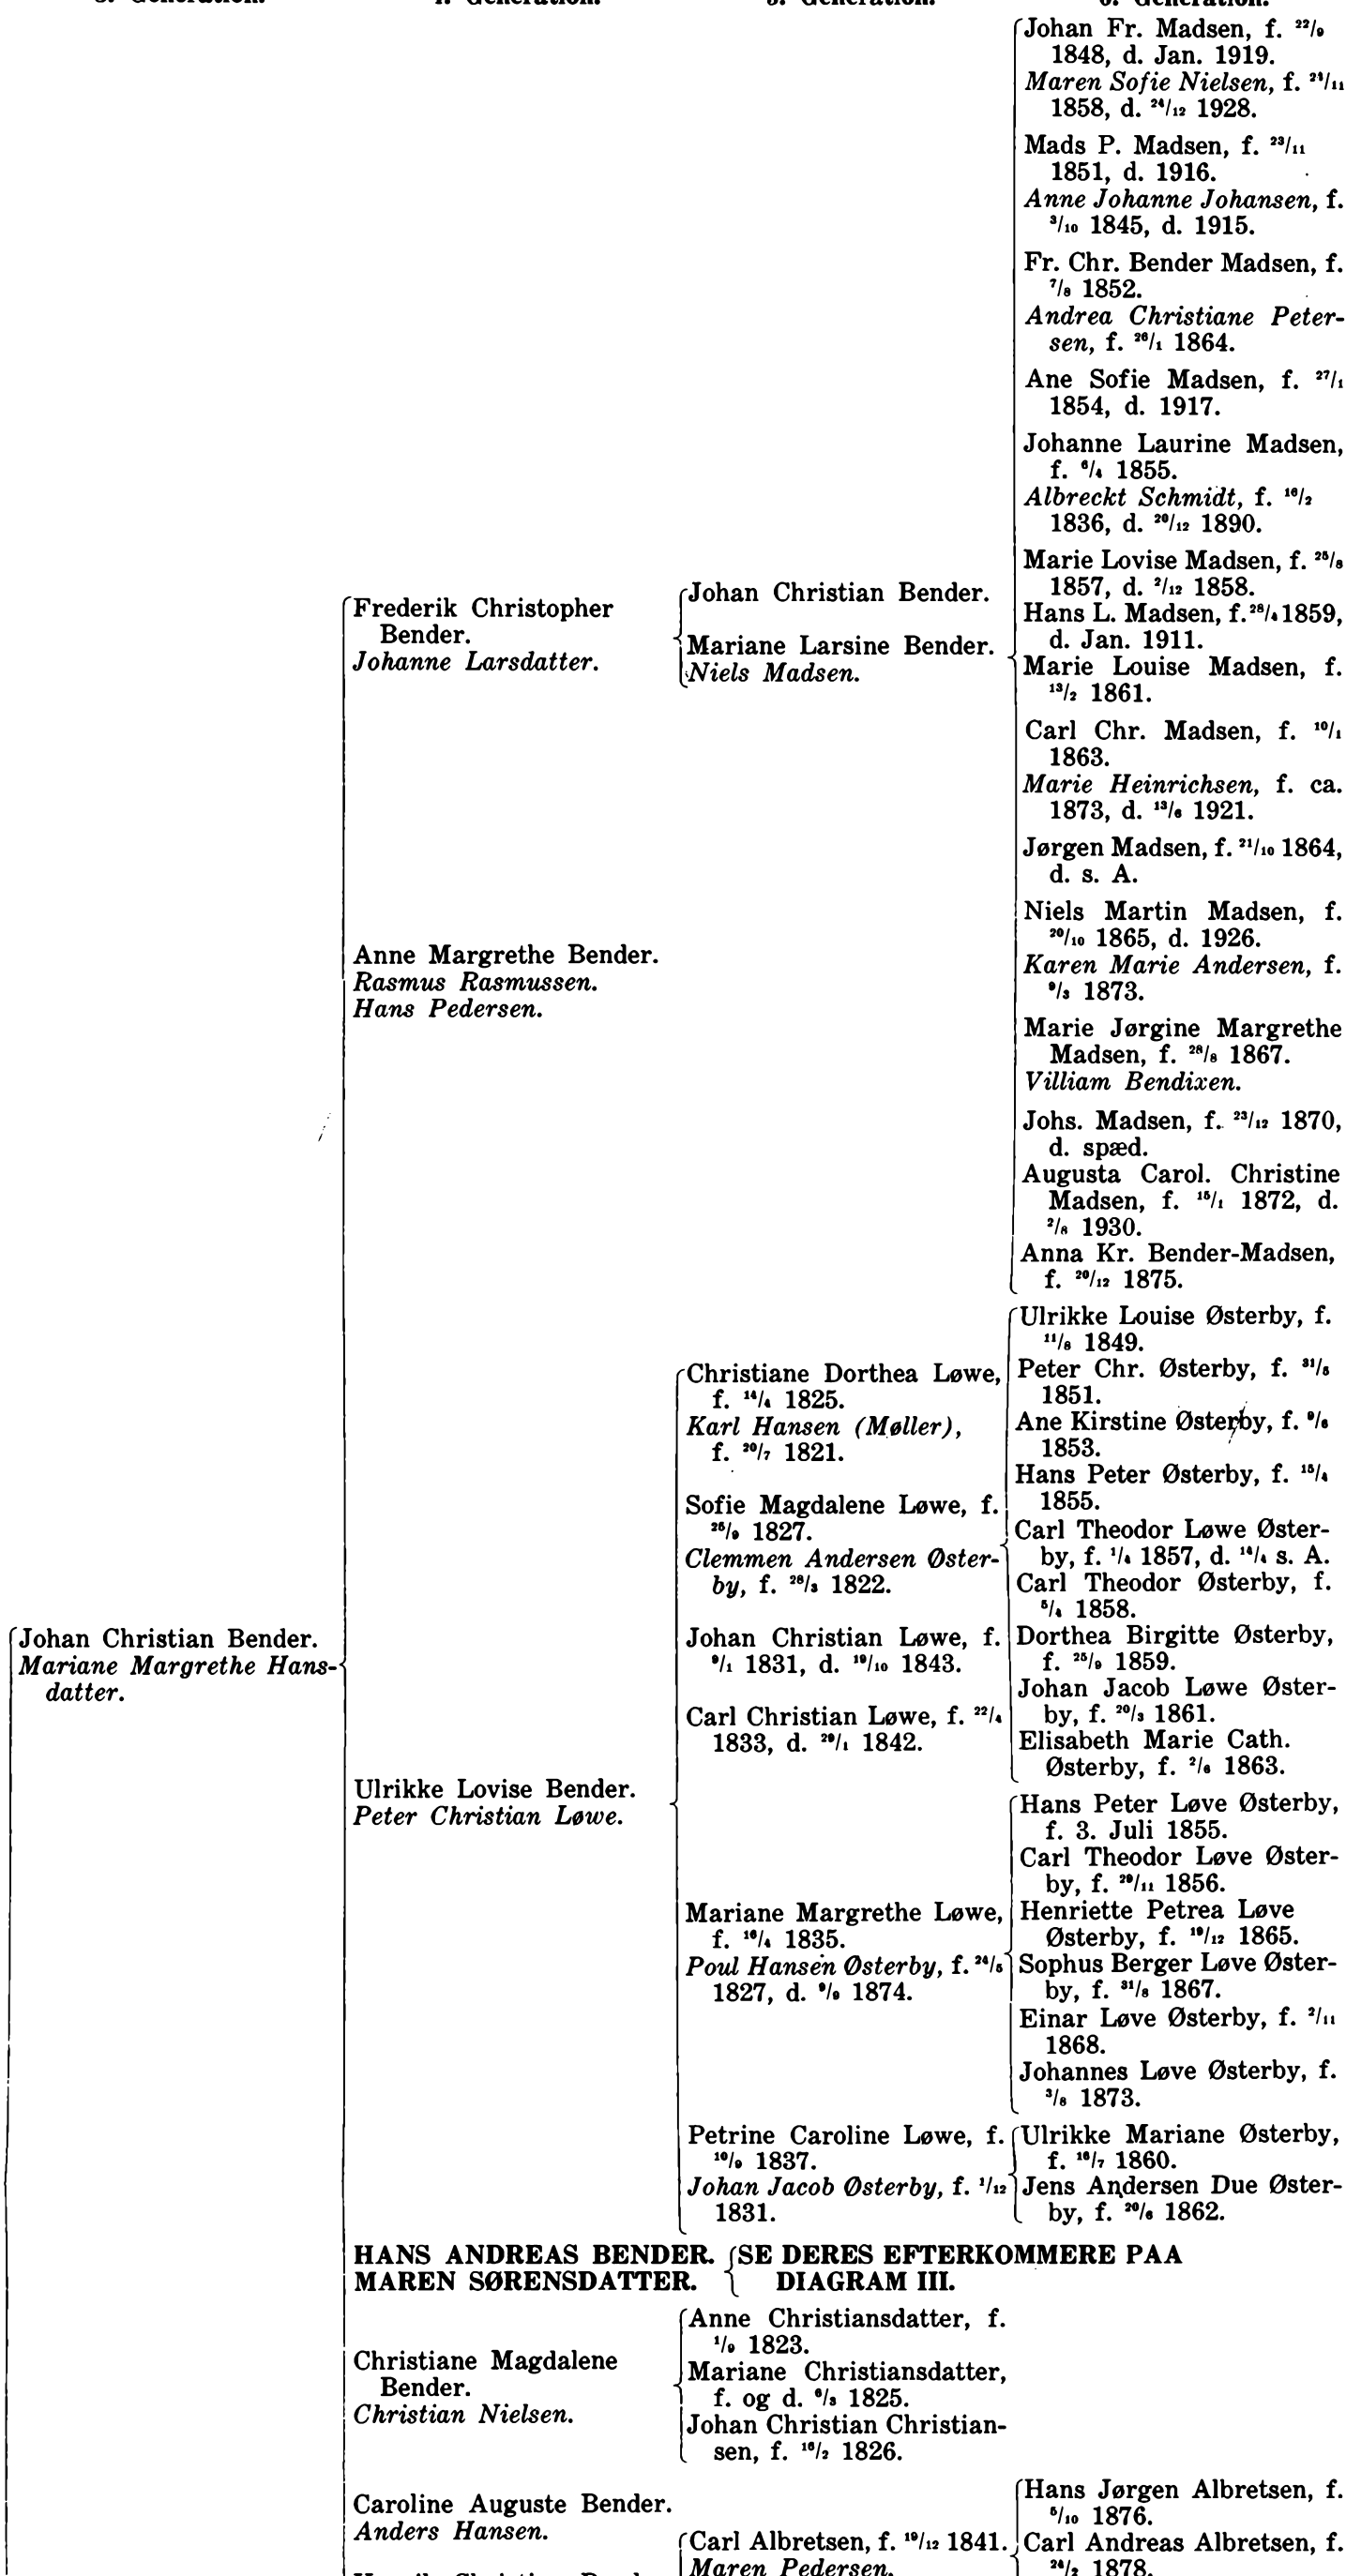 Johan Christian Bender.
Mariane Margrethe Hans-
datter.
Frederik Christopher
Bender.
Johanne Larsdatter.
Anne Margrethe Bender.
Rasmus Rasmussen.
Hans Pedersen.
Ulrikke Lovise Bender.
Peter Christian Løwe.
HANS ANDREAS BENDER.
MAREN SØRENSDATTER.
SE DERES EFTERKOMMERE PAA
DIAGRAM III.
Christiane Magdalene
Bender.
Christian Nielsen.
Caroline Auguste Bender.
Anders Hansen.
Johan Christian Bender.
Mariane Larsine Bender.
Niels Madsen.
Christiane Dorthea Løwe,
f. 14/4 1825.
Karl Hansen (Møller),
f. 20/7 1821.
Sofie Magdalene Løwe, f.
25/9 1827.
Clemmen Andersen Øster-
by, f. 28/3 1822.
Johan Christian Løwe, f.
9/1 1831, d. 19/10 1843.
Carl Christian Løwe, f. 22/4
1833, d. 29/1 1842.
Mariane Margrethe Løwe,
f. 16/4 1835.
Poul Hansen Østerby, f. 24/5
1827, d. 9/9 1874.
Petrine Caroline Løwe, f.
10/9 1837.
Johan Jacob Østerby, f. 1/12
1831.
Anne Christiansdatter, f.
1/9 1823.
Mariane Christiansdatter,
f. og d. 6/3 1825.
Johan Christian Christian-
sen, f. 16/2 1826.
Carl Albretsen, f. 19/12 1841.
Maren Pedersen.
Johan Fr. Madsen, f. 22/9
1848, d. Jan. 1919.
Maren Sofie Nielsen, f. 21/11
1858, d. 24/12 1928.
Mads P. Madsen, f. 23/11
1851, d. 1916.
Anne Johanne Johansen, f.
3/10 1845, d. 1915.
Fr. Chr. Bender Madsen, f.
7/8 1852.
Andrea Christiane Peter-
sen, f. 26/1 1864.
Ane Sofie Madsen, f. 27/1
1854, d. 1917.
Johanne Laurine Madsen,
f. 6/4 1855.
Albreckt Schmidt, f. 16/2
1836, d. 20/12 1890.
Marie Lovise Madsen, f. 25/8
1857, d. 2/12 1858.
Hans L. Madsen, f. 28/4 1859,
d. Jan. 1911.
Marie Louise Madsen, f.
13/2 1861.
Carl Chr. Madsen, f. 10/1
1863.
Marie Heinrichsen, f. ca.
1873, d. 13/6 1921.
Jørgen Madsen, f. 21/10 1864,
d. s. A.
Niels Martin Madsen, f.
20/10 1865, d. 1926.
Karen Marie Andersen, f.
9/3 1873.
Marie Jørgine Margrethe
Madsen, f. 28/8 1867.
Villiam Bendixen.
Johs. Madsen, f. 23/12 1870,
d. spæd.
Augusta Carol. Christine
Madsen, f. 15/1 1872, d.
2/8 1930.
Anna Kr. Bender-Madsen,
f. 20/12 1875.
Ulrikke Louise Østerby, f.
11/8 1849.
Peter Chr. Østerby, f. 31/5
1851.
Ane Kirstine Østerby, f. 9/6
1853.
Hans Peter Østerby, f. 15/4
1855.
Carl Theodor Løwe Øster-
by, f. 1/4 1857, d. 14/4 s. A.
Carl Theodor Østerby, f.
5/4 1858.
Dorthea Birgitte Østerby,
f. 25/9 1859.
Johan Jacob Løwe Øster-
by, f. 20/3 1861.
Elisabeth Marie Cath.
Østerby, f. 2/6 1863.
Hans Peter Løve Østerby,
f. 3. Juli 1855.
Carl Theodor Løve Øster-
by, f. 29/11 1856.
Henriette Petrea Løve
Østerby, f. 19/12 1865.
Sophus Berger Løve Øster-
by, f. 31/8 1867.
Einar Løve Østerby, f. 2/11
1868.
Johannes Løve Østerby, f.
3/8 1873.
Ulrikke Mariane Østerby,
f. 16/7 1860.
Jens Andersen Due Øster-
by, f. 20/6 1862.
Hans Jørgen Albretsen, f.
5/10 1876.
Carl Andreas Albretsen, f.
24/2 1878.